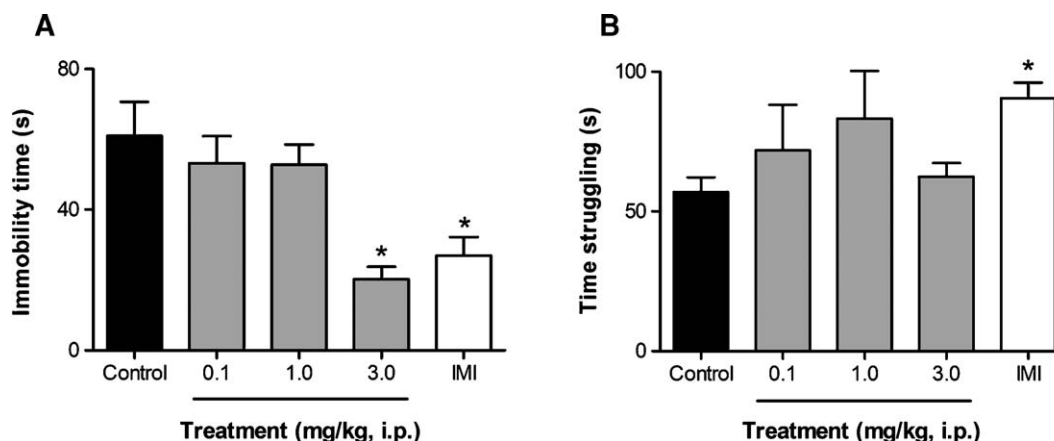 A
Immobility time (s)
80
40
0
*
*
Control
0.1
1.0
3.0
IMI
Treatment (mg/kg, i.p.)
B
Time struggling (s)
100
50
0
*
Control
0.1
1.0
3.0
IMI
Treatment (mg/kg, i.p.)